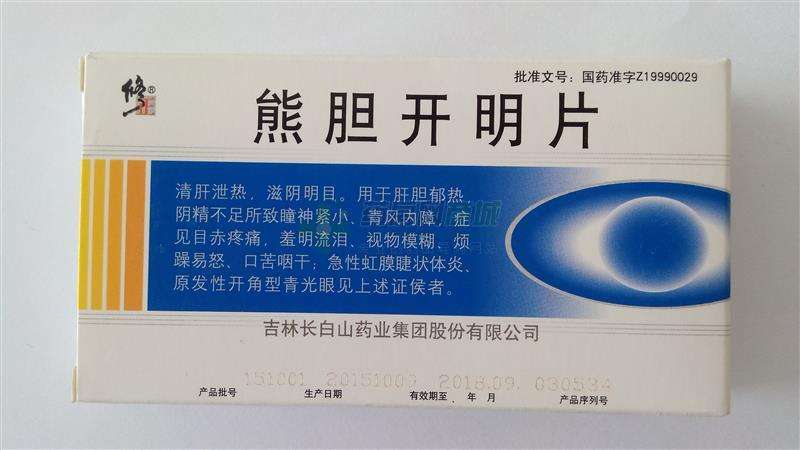 批准文号：国药准字Z19990029
修正®
熊胆开明片
清肝泄热，滋阴明目。用于肝胆郁热
阴精不足所致瞳神紧小、青风内障，症
见目赤疼痛，羞明流泪、视物模糊、烦
躁易怒、口苦咽干；急性虹膜睫状体炎、
原发性开角型青光眼见上述证侯者。
吉林长白山药业集团股份有限公司
151001 20151009 2018.09. 030534
产品批号 生产日期 有效期至 年 月 产品序列号